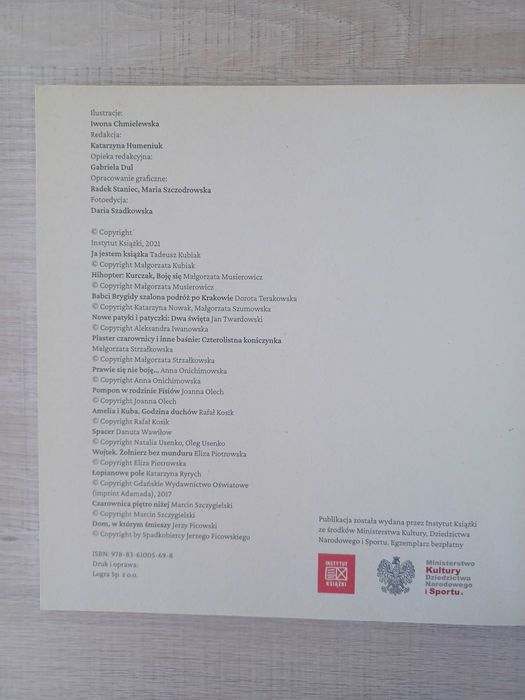 Ilustracje:
Iwona Chmielewska
Redakcja:
Katarzyna Humeniuk
Opieka redakcyjna:
Gabriela Dul
Opracowanie graficzne:
Radek Staniec, Maria Szczodrowska
Fotoedycja:
Daria Szadkowska
© Copyright
Instytut Książki, 2021
Ja jestem książka Tadeusz Kubiak
© Copyright Małgorzata Kubiak
Hihopter: Kurczak, Boję się Małgorzata Musierowicz
© Copyright Małgorzata Musierowicz
Babci Brygidy szalona podróż po Krakowie Dorota Terakowska
© Copyright Katarzyna Nowak, Małgorzata Szumowska
Nowe patyki i patyczki: Dwa święta Jan Twardowski
© Copyright Aleksandra Iwanowska
Plaster czarownicy i inne baśnie: Czterolistna koniczynka
Małgorzata Strzałkowska
© Copyright Małgorzata Strzałkowska
Prawie się nie boję... Anna Onichimowska
© Copyright Anna Onichimowska
Pompon w rodzinie Fisiów Joanna Olech
© Copyright Joanna Olech
Amelia i Kuba. Godzina duchów Rafał Kosik
© Copyright Rafał Kosik
Spacer Danuta Wawiłow
© Copyright Natalia Usenko, Oleg Usenko
Wojtek. Żołnierz bez munduru Eliza Piotrowska
© Copyright Eliza Piotrowska
Łopianowe pole Katarzyna Ryrych
© Copyright Gdańskie Wydawnictwo Oświatowe
(imprint Adamada), 2017
Czarownica piętro niżej Marcin Szczygielski
© Copyright Marcin Szczygielski
Dom, w którym śmieszy Jerzy Ficowski
© Copyright by Spadkobiercy Jerzego Ficowskiego
ISBN: 978-83-61005-69-8
Druk i oprawa:
Legra Sp. z o.o.
Publikacja została wydana przez Instytut Książki
ze środków Ministerstwa Kultury, Dziedzictwa
Narodowego i Sportu. Egzemplarz bezpłatny
INSTYTUT
KSIĄŻKI
Ministerstwo
Kultury
Dziedzictwa
Narodowego
i Sportu.